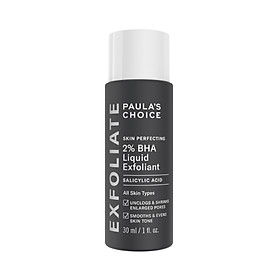 EXFOLIATE
PAULA'S
CHOICE
SKIN PERFECTING
2% BHA
Liquid
Exfoliant
SALICYLIC ACID
All Skin Types
UNCLOGS & SHRINKS
ENLARGED PORES
SMOOTHS & EVENS
SKIN TONE
30 ml / 1 fl. oz.